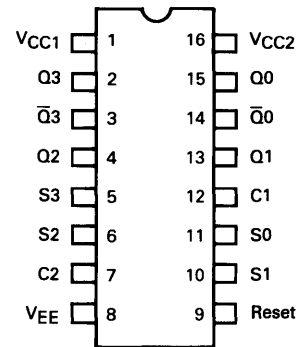 VCC1 1 16 VCC2
Q3 2 15 Q0
Q̅3 3 14 Q̅0
Q2 4 13 Q1
S3 5 12 C1
S2 6 11 S0
C2 7 10 S1
VEE 8 9 Reset